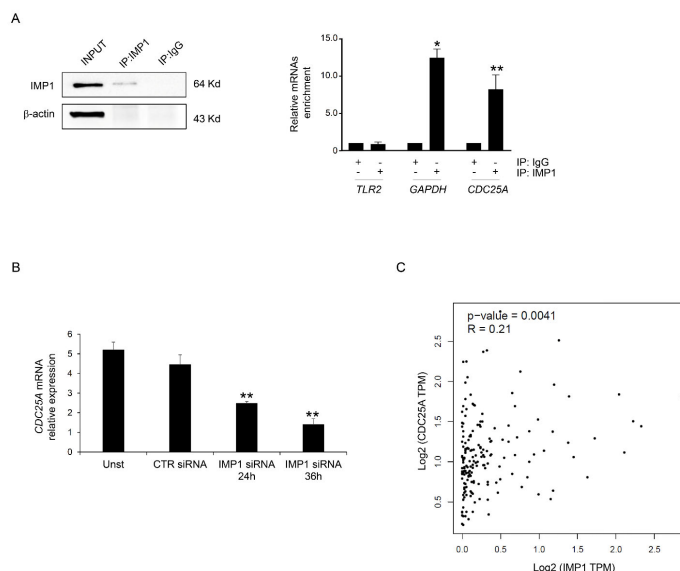 A
INPUT
IP:IMP1
IP:IgG
IMP1
64 Kd
β-actin
43 Kd
Relative mRNAs
enrichment
15.0
10.0
5.0
0.0
*
**
+ - + - + - IP: IgG
- + - + - + IP: IMP1
TLR2 GAPDH CDC25A
B
CDC25A mRNA
relative expression
6
5
4
3
2
1
0
**
**
Unst
CTR siRNA
IMP1 siRNA
24h
IMP1 siRNA
36h
C
p-value = 0.0041
R = 0.21
Log2 (CDC25A TPM)
2.5
2.0
1.5
1.0
0.5
0.0 0.5 1.0 1.5 2.0 2.5
Log2 (IMP1 TPM)